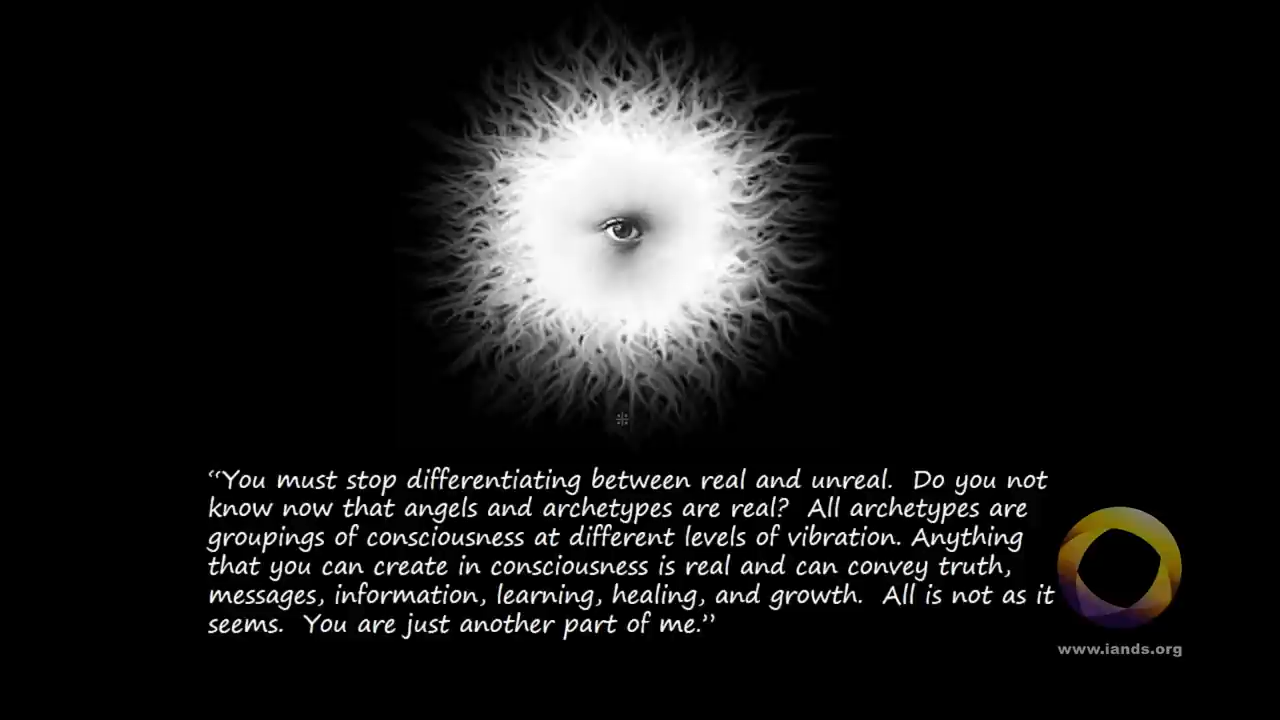 “You must stop differentiating between real and unreal.  Do you not
know now that angels and archetypes are real?  All archetypes are
groupings of consciousness at different levels of vibration. Anything
that you can create in consciousness is real and can convey truth,
messages, information, learning, healing, and growth.  All is not as it
seems.  You are just another part of me.”
www.iands.org